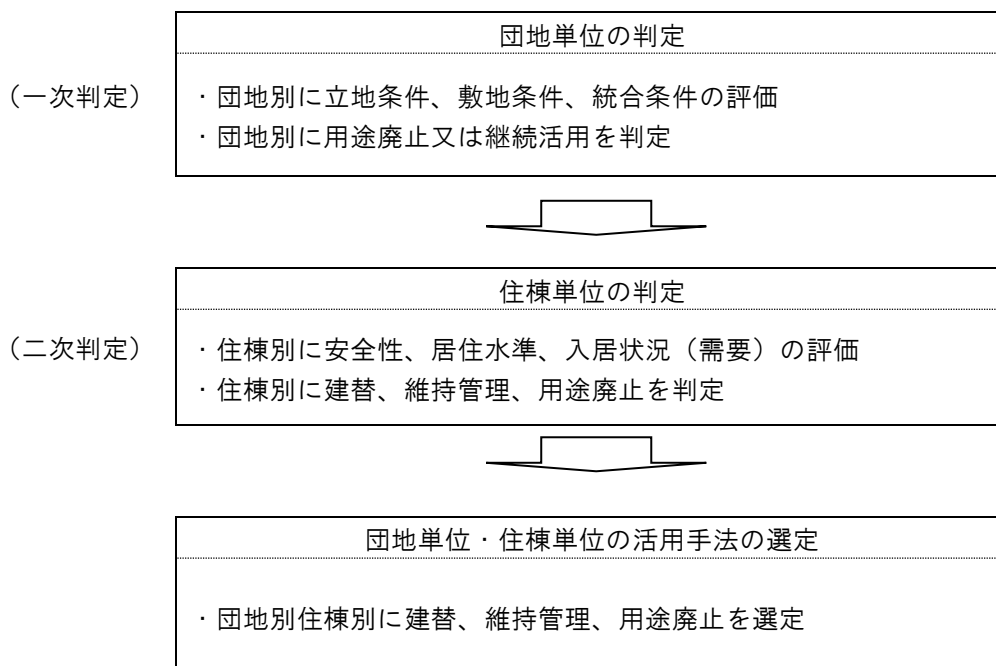 団地単位の判定
（一次判定）
・団地別に立地条件、敷地条件、統合条件の評価
・団地別に用途廃止又は継続活用を判定
住棟単位の判定
（二次判定）
・住棟別に安全性、居住水準、入居状況（需要）の評価
・住棟別に建替、維持管理、用途廃止を判定
団地単位・住棟単位の活用手法の選定
・団地別住棟別に建替、維持管理、用途廃止を選定